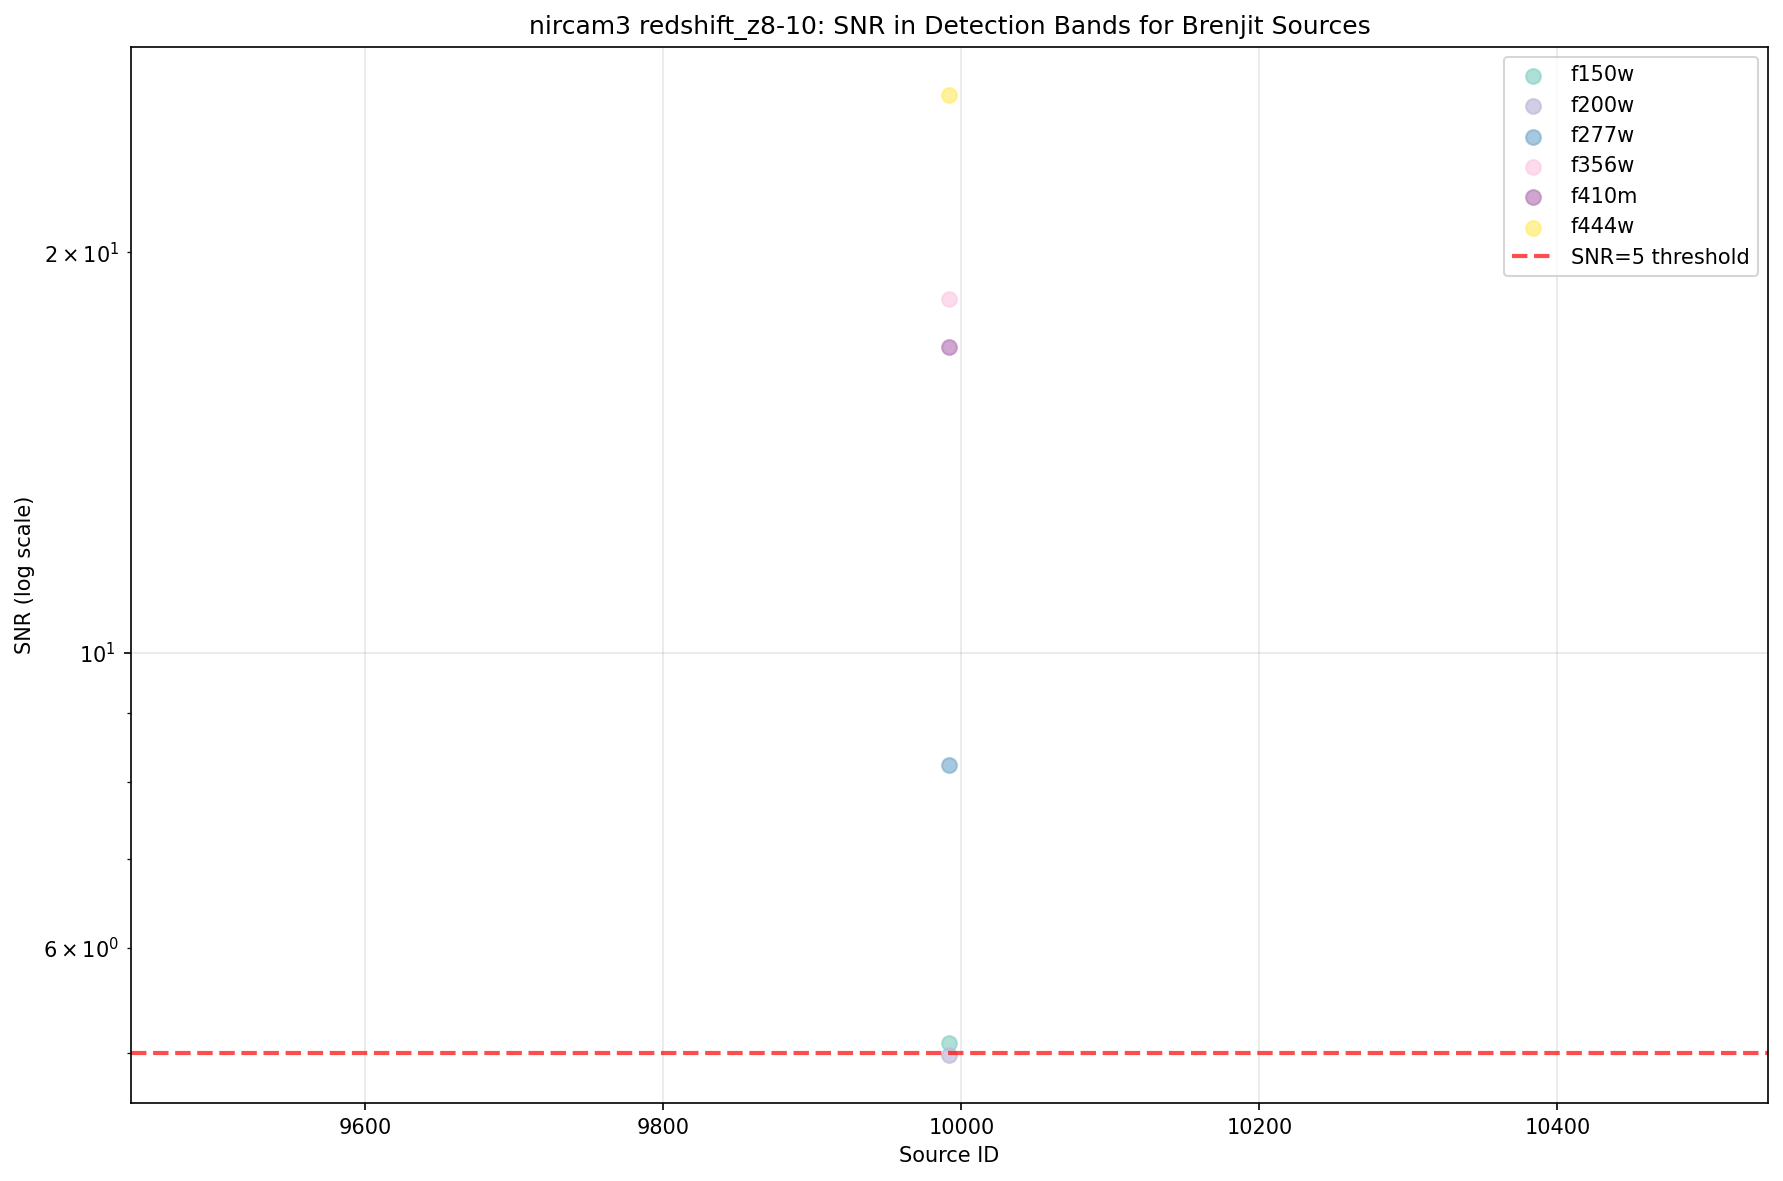 nircam3 redshift_z8-10: SNR in Detection Bands for Brenjit Sources
f150w
f200w
f277w
f356w
f410m
f444w
SNR=5 threshold
SNR (log scale)
2 × 10¹
10¹
6 × 10⁰
9600
9800
10000
10200
10400
Source ID